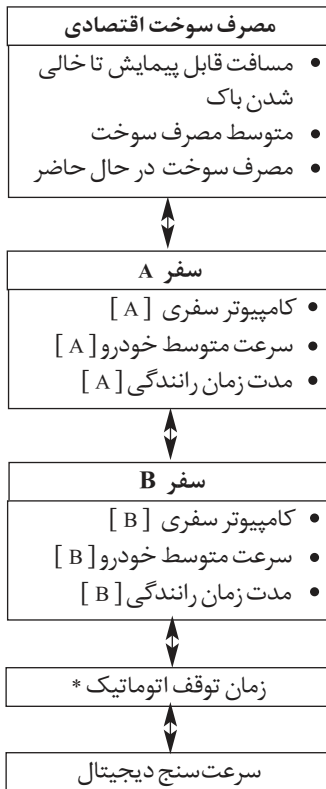 مصرف سوخت اقتصادی
• مسافت قابل پیمایش تا خالی
شدن باک
• متوسط مصرف سوخت
• مصرف سوخت در حال حاضر
سفر A
• کامپیوتر سفری [ A ]
• سرعت متوسط خودرو [ A ]
• مدت زمان رانندگی [ A ]
سفر B
• کامپیوتر سفری [ B ]
• سرعت متوسط خودرو [ B ]
• مدت زمان رانندگی [ B ]
زمان توقف اتوماتیک *
سرعت‌سنج دیجیتال